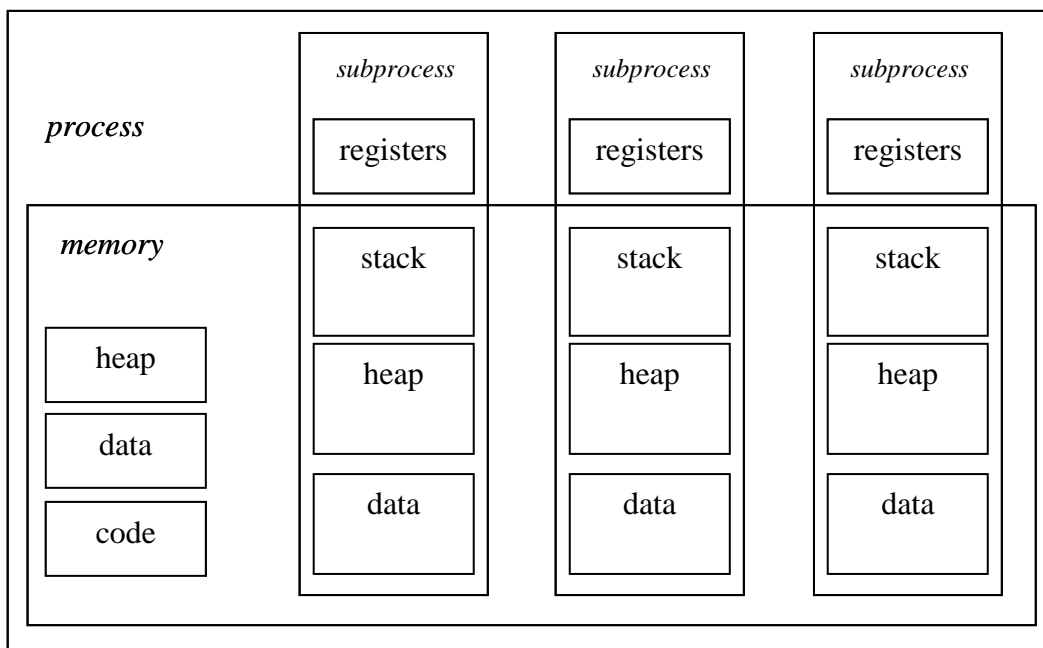 subprocess subprocess subprocess
process
registers registers registers
memory
stack stack stack
heap
heap heap heap
data
data data data
code